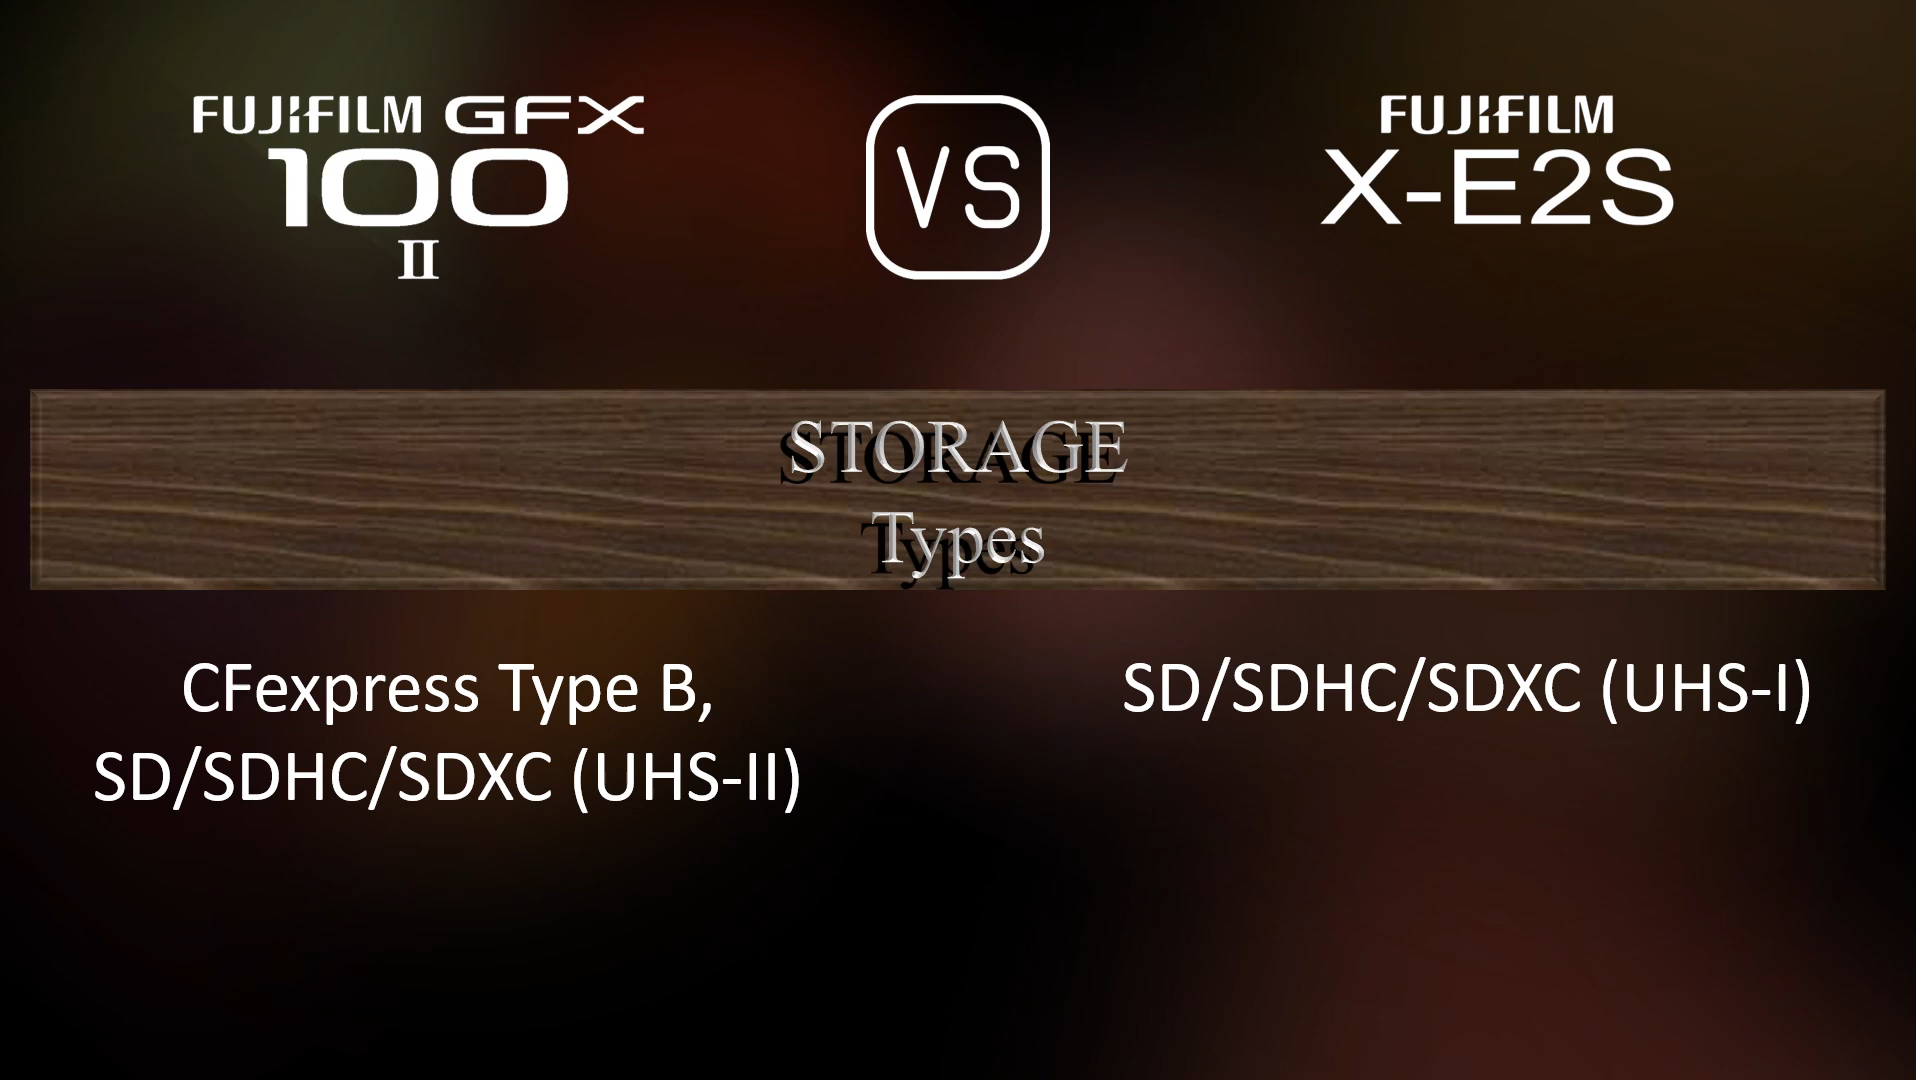 FUJIFILM GFX
100
II
VS
FUJIFILM
X-E2S
STORAGE
Types
CFexpress Type B,
SD/SDHC/SDXC (UHS-II)
SD/SDHC/SDXC (UHS-I)